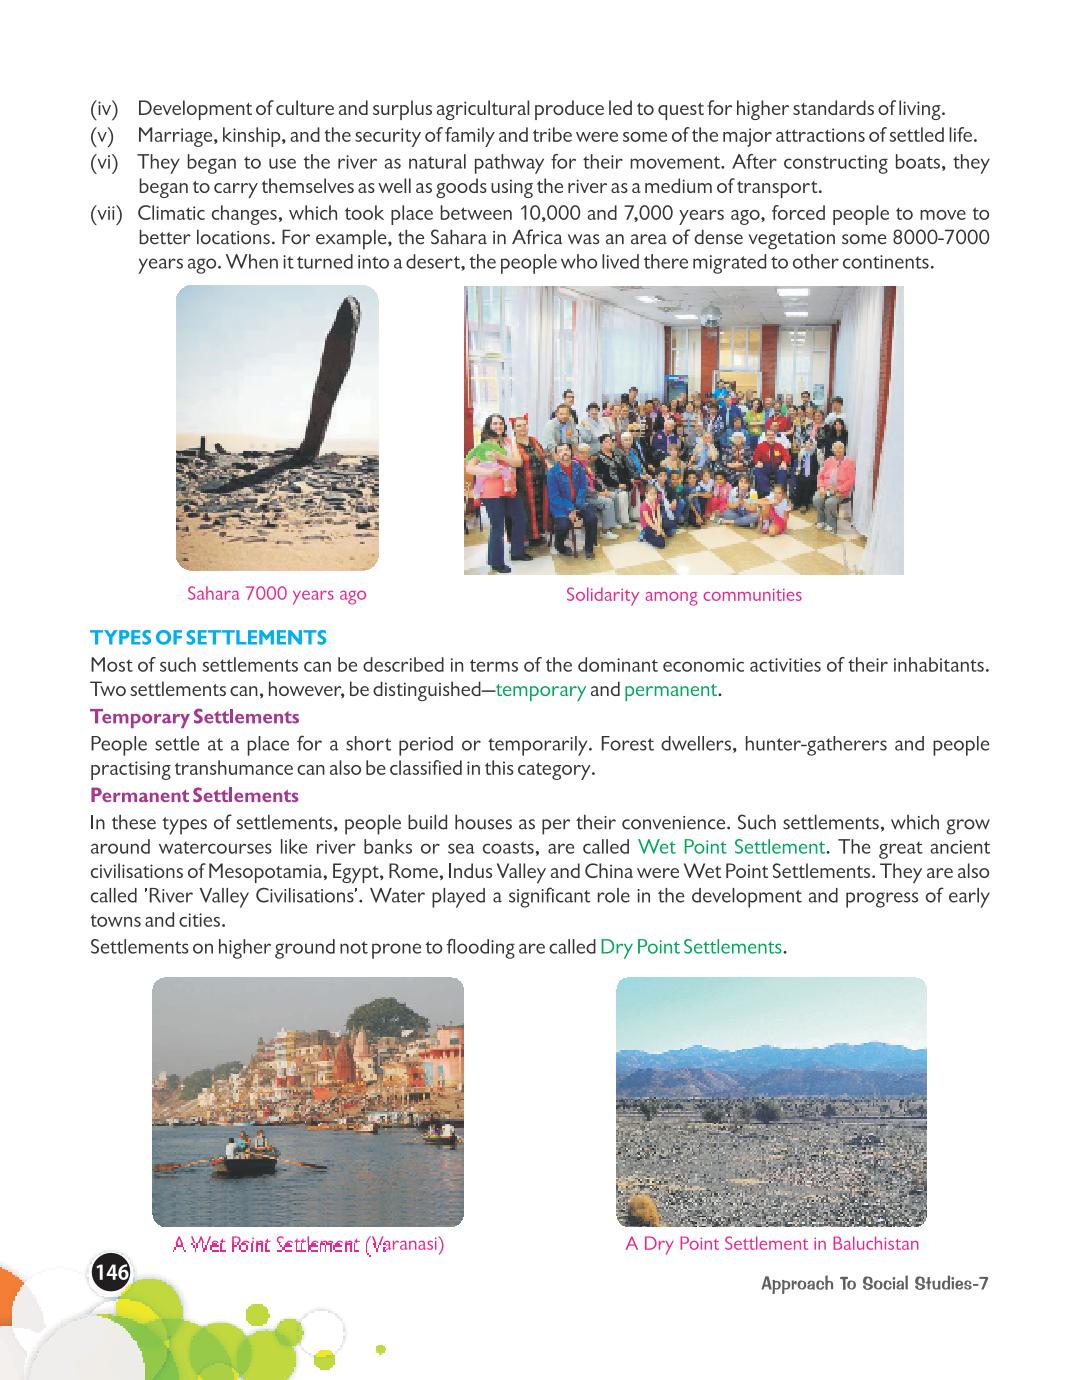 (iv) Development of culture and surplus agricultural produce led to quest for higher standards of living.
(v) Marriage, kinship, and the security of family and tribe were some of the major attractions of settled life.
(vi) They began to use the river as natural pathway for their movement. After constructing boats, they
began to carry themselves as well as goods using the river as a medium of transport.
(vii) Climatic changes, which took place between 10,000 and 7,000 years ago, forced people to move to
better locations. For example, the Sahara in Africa was an area of dense vegetation some 8000-7000
years ago. When it turned into a desert, the people who lived there migrated to other continents.
Sahara 7000 years ago
Solidarity among communities
TYPES OF SETTLEMENTS
Most of such settlements can be described in terms of the dominant economic activities of their inhabitants.
Two settlements can, however, be distinguished—temporary and permanent.
Temporary Settlements
People settle at a place for a short period or temporarily. Forest dwellers, hunter-gatherers and people
practising transhumance can also be classified in this category.
Permanent Settlements
In these types of settlements, people build houses as per their convenience. Such settlements, which grow
around watercourses like river banks or sea coasts, are called Wet Point Settlement. The great ancient
civilisations of Mesopotamia, Egypt, Rome, Indus Valley and China were Wet Point Settlements. They are also
called 'River Valley Civilisations'. Water played a significant role in the development and progress of early
towns and cities.
Settlements on higher ground not prone to flooding are called Dry Point Settlements.
A Wet Point Settlement (Varanasi)
A Dry Point Settlement in Baluchistan
146
Approach To Social Studies-7